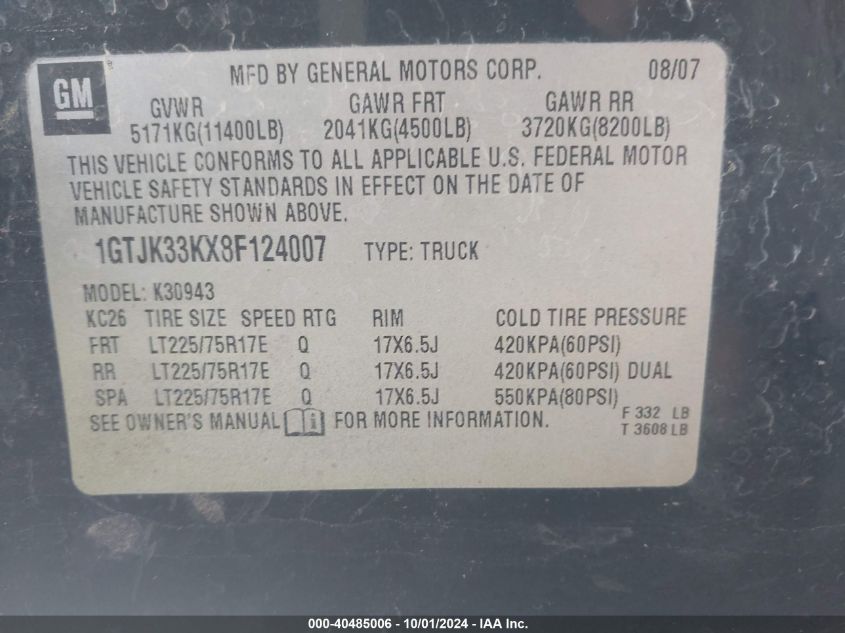 GM
MFD BY GENERAL MOTORS CORP. 08/07
GVWR GAWR FRT GAWR RR
5171KG(11400LB) 2041KG(4500LB) 3720KG(8200LB)
THIS VEHICLE CONFORMS TO ALL APPLICABLE U.S. FEDERAL MOTOR
VEHICLE SAFETY STANDARDS IN EFFECT ON THE DATE OF
MANUFACTURE SHOWN ABOVE.
1GTJK33KX8F124007 TYPE: TRUCK
MODEL: K30943
KC26 TIRE SIZE SPEED RTG RIM COLD TIRE PRESSURE
FRT LT225/75R17E Q 17X6.5J 420KPA(60PSI)
RR LT225/75R17E Q 17X6.5J 420KPA(60PSI) DUAL
SPA LT225/75R17E Q 17X6.5J 550KPA(80PSI)
SEE OWNER'S MANUAL i FOR MORE INFORMATION.
F 332 LB
T 3608 LB
000-40485006 - 10/01/2024 - IAA Inc.